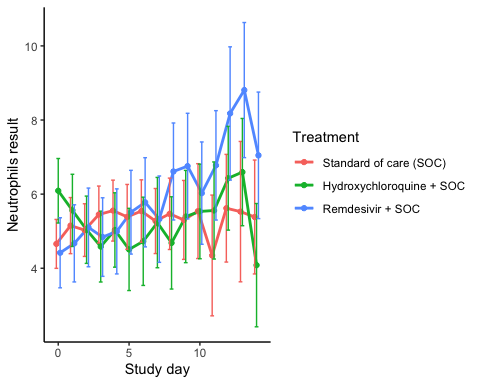 10
8
6
4
0
5
10
Neutrophils result
Study day
Treatment
Standard of care (SOC)
Hydroxychloroquine + SOC
Remdesivir + SOC